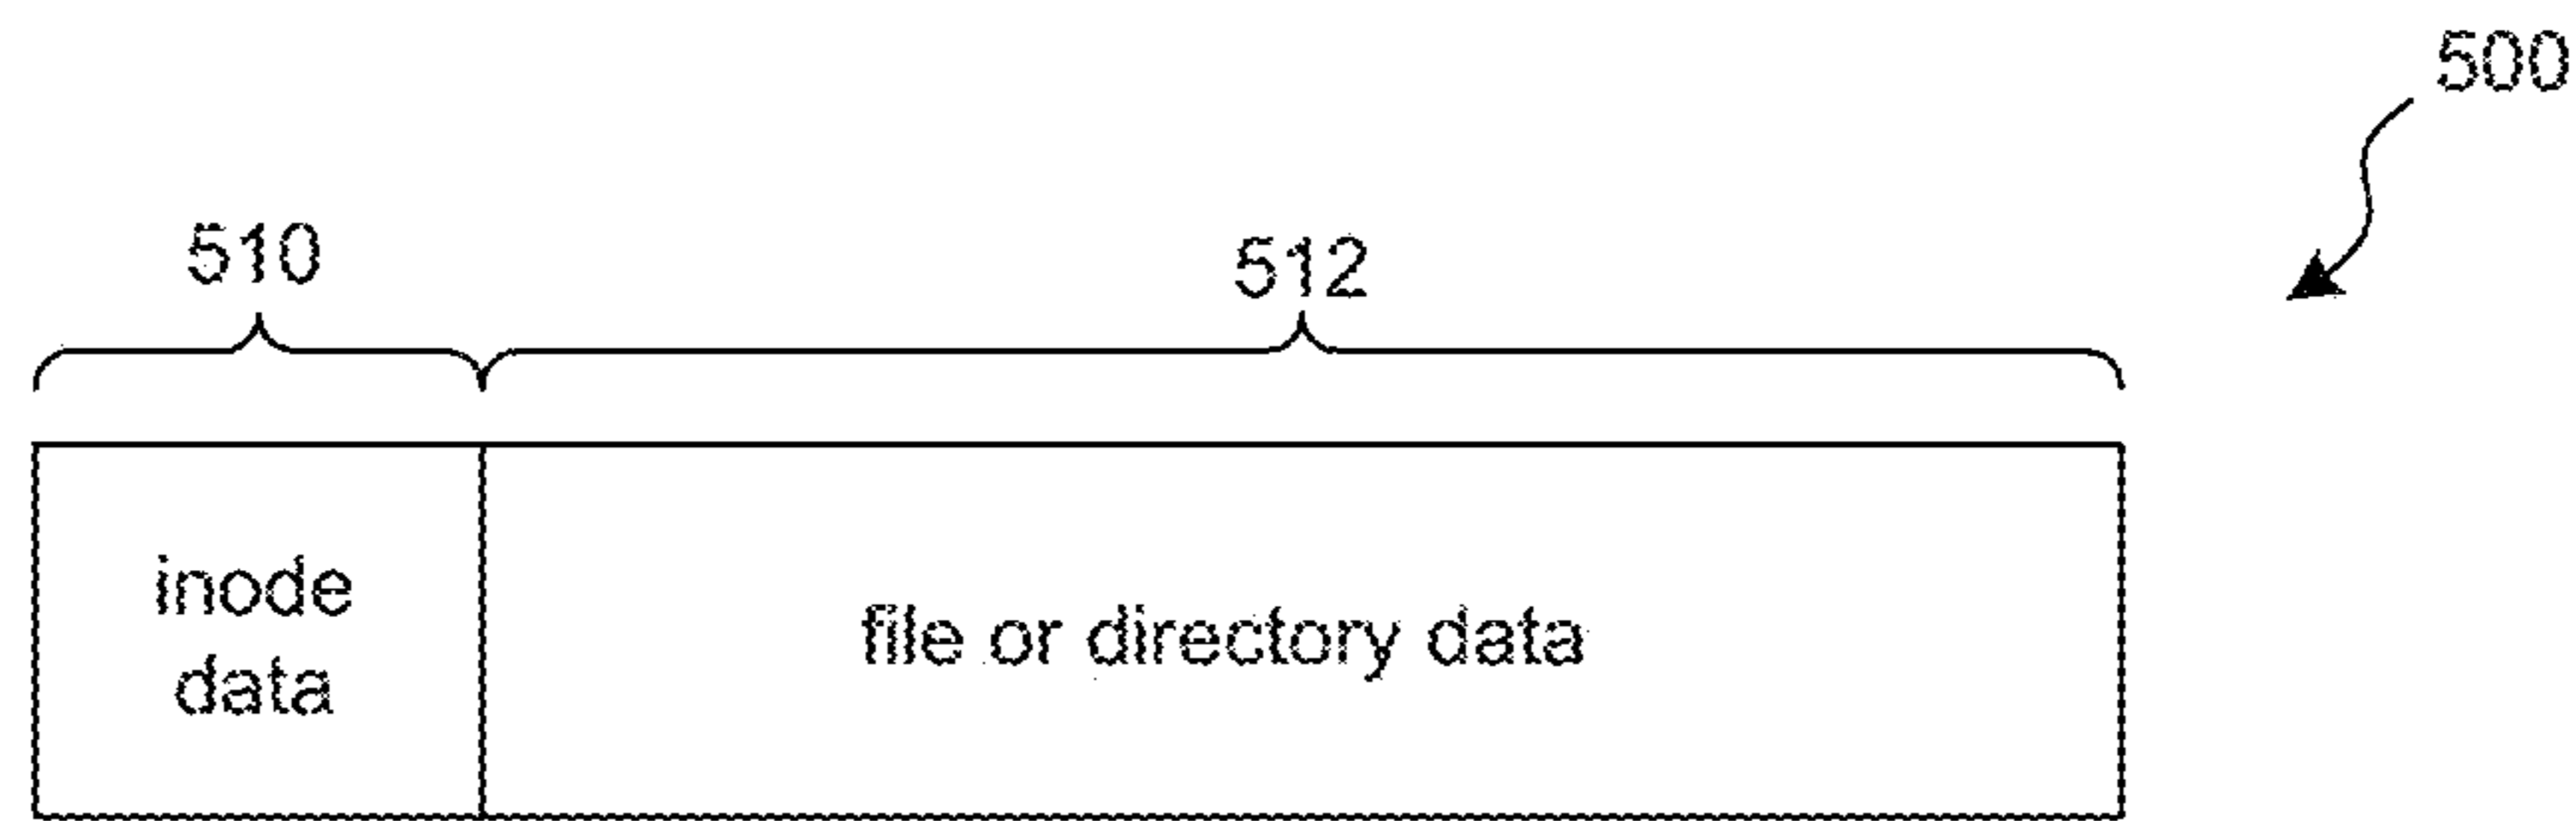 500
510
512
inode
data
file or directory data